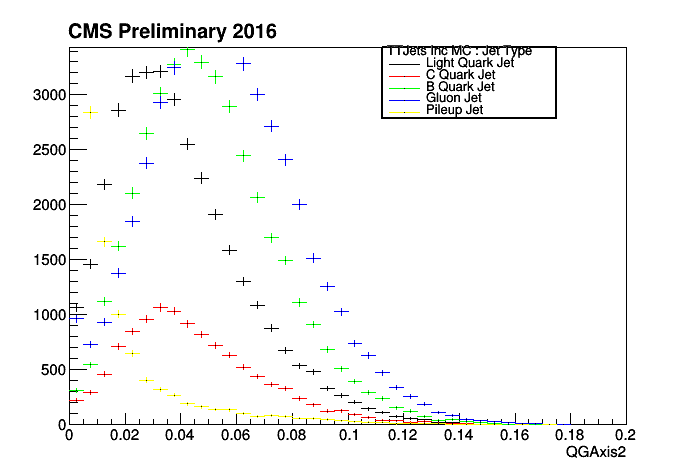 CMS Preliminary 2016
TTJets Inc MC : Jet Type
Light Quark Jet
C Quark Jet
B Quark Jet
Gluon Jet
Pileup Jet
3000
2500
2000
1500
1000
500
0
0 0.02 0.04 0.06 0.08 0.1 0.12 0.14 0.16 0.18 0.2
QGAxis2